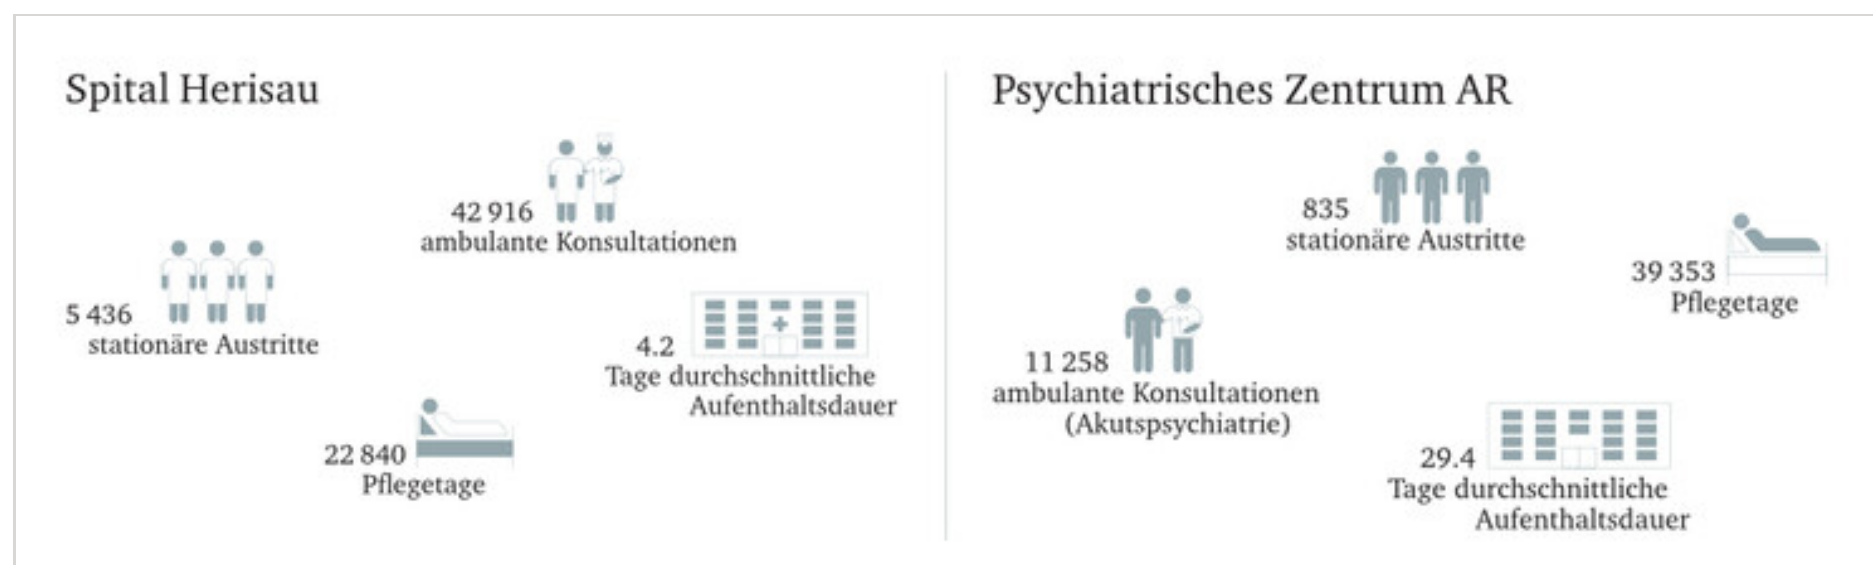 Spital Herisau
42 916
ambulante Konsultationen
5 436
stationäre Austritte
4.2
Tage durchschnittliche
Aufenthaltsdauer
22 840
Pflegetage
Psychiatrisches Zentrum AR
835
stationäre Austritte
39 353
Pflegetage
11 258
ambulante Konsultationen
(Akutspsychiatrie)
29.4
Tage durchschnittliche
Aufenthaltsdauer